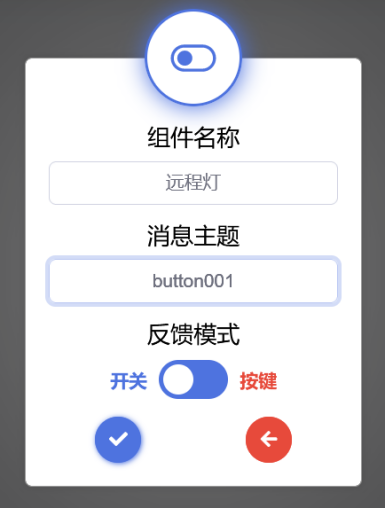 组件名称
远程灯
消息主题
button001
反馈模式
开关 按键